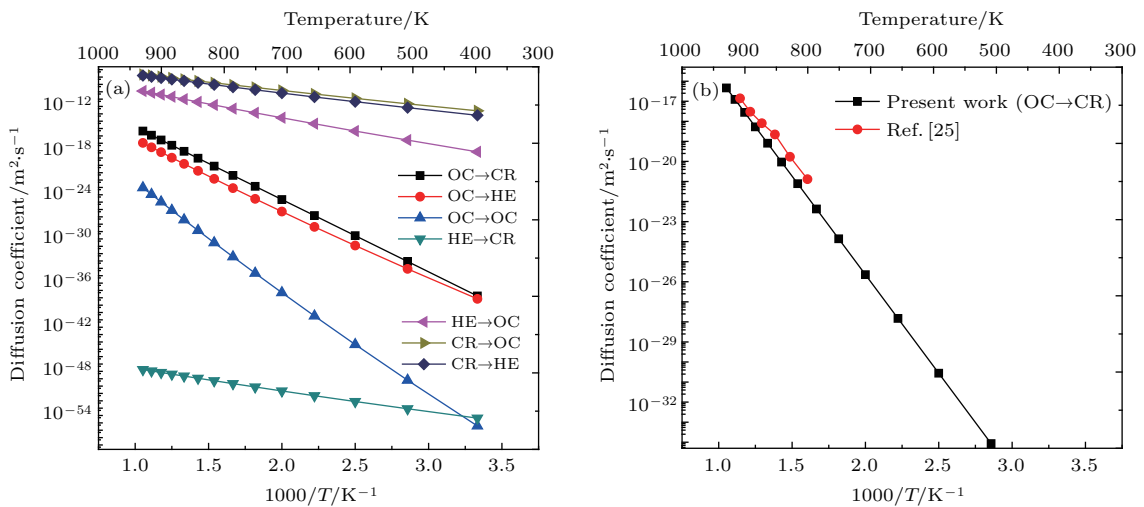 Temperature/K
1000 900 800 700 600 500 400 300
(a)
10−12
10−18
10−24
10−30
10−36
10−42
10−48
10−54
Diffusion coefficient/m2·s−1
OC→CR
OC→HE
OC→OC
HE→CR
HE→OC
CR→OC
CR→HE
1.0 1.5 2.0 2.5 3.0 3.5
1000/T/K−1
Temperature/K
1000 900 800 700 600 500 400 300
(b)
10−17
10−20
10−23
10−26
10−29
10−32
Diffusion coefficient/m2·s−1
Present work (OC→CR)
Ref. [25]
1.0 1.5 2.0 2.5 3.0 3.5
1000/T/K−1